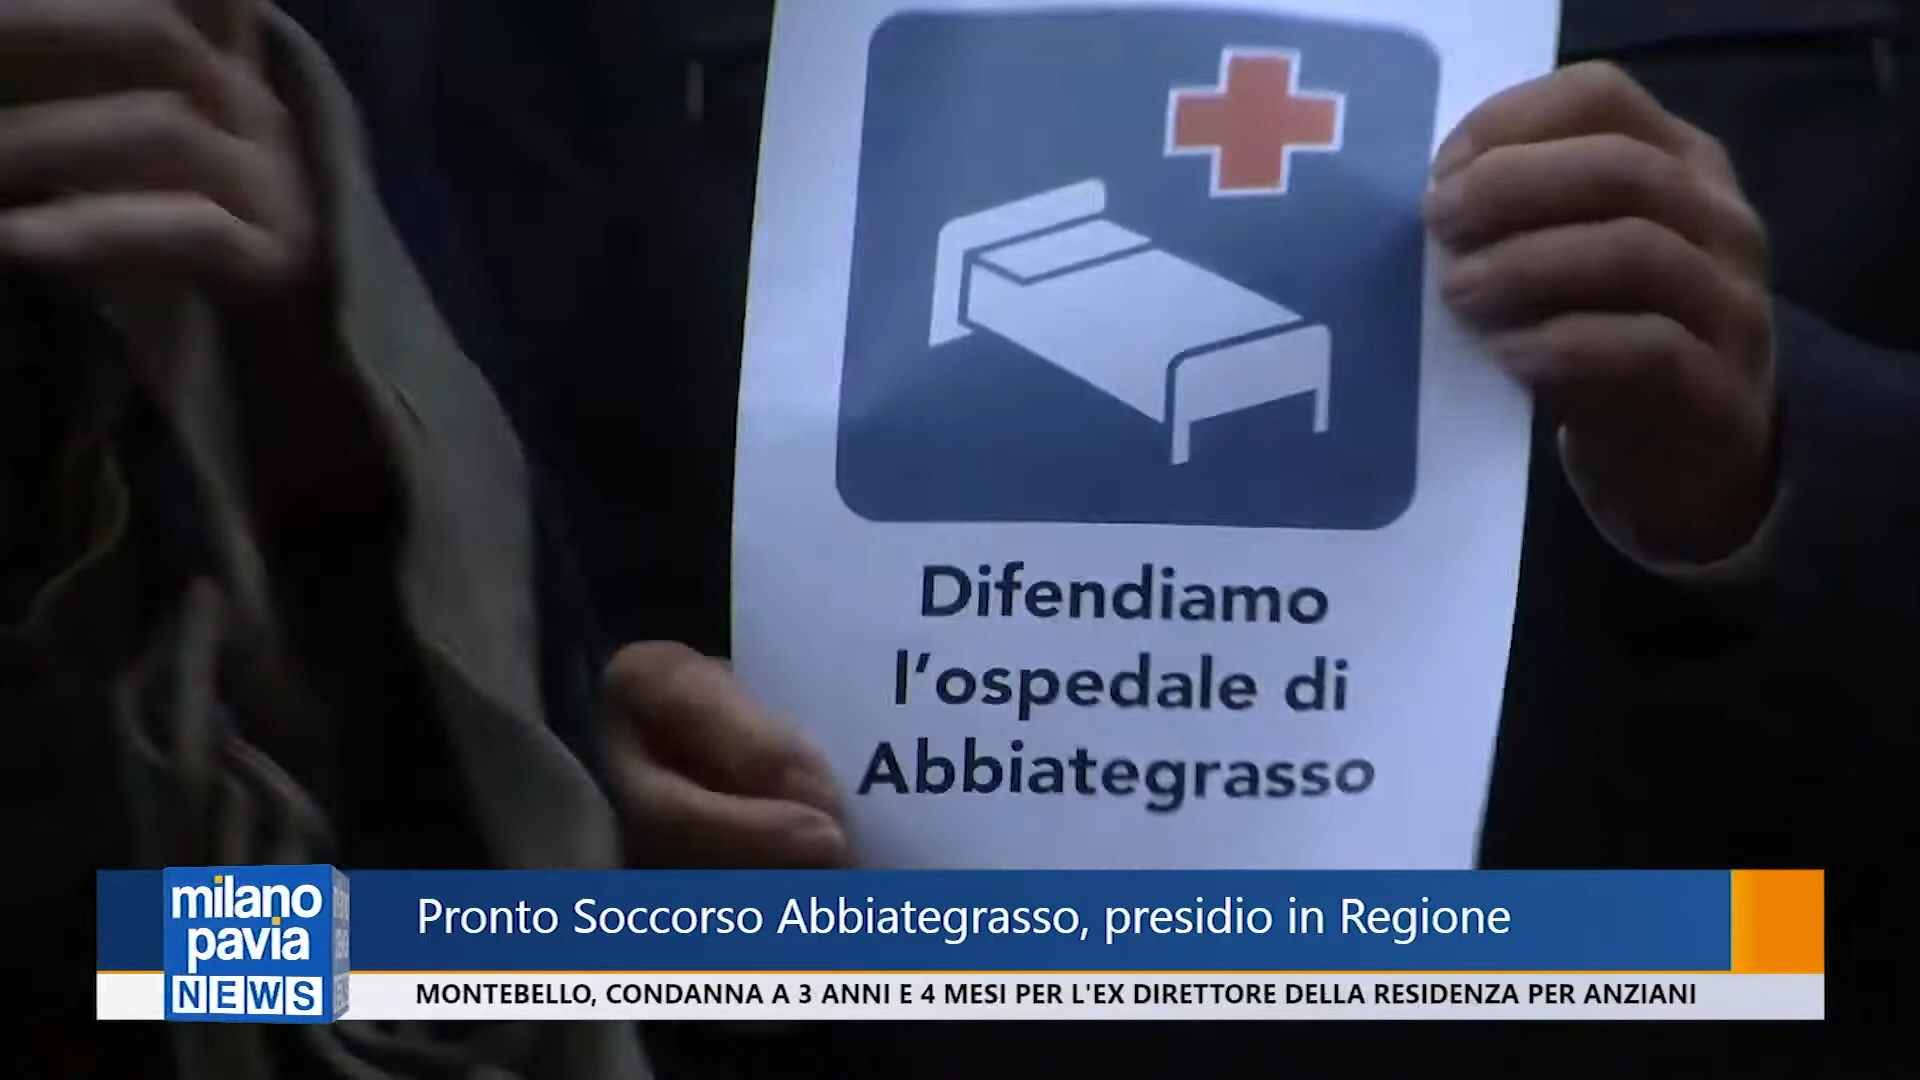 Difendiamo
l'ospedale di
Abbiategrasso
milano
pavia
NEWS
Pronto Soccorso Abbiategrasso, presidio in Regione
MONTEBELLO, CONDANNA A 3 ANNI E 4 MESI PER L'EX DIRETTORE DELLA RESIDENZA PER ANZIANI